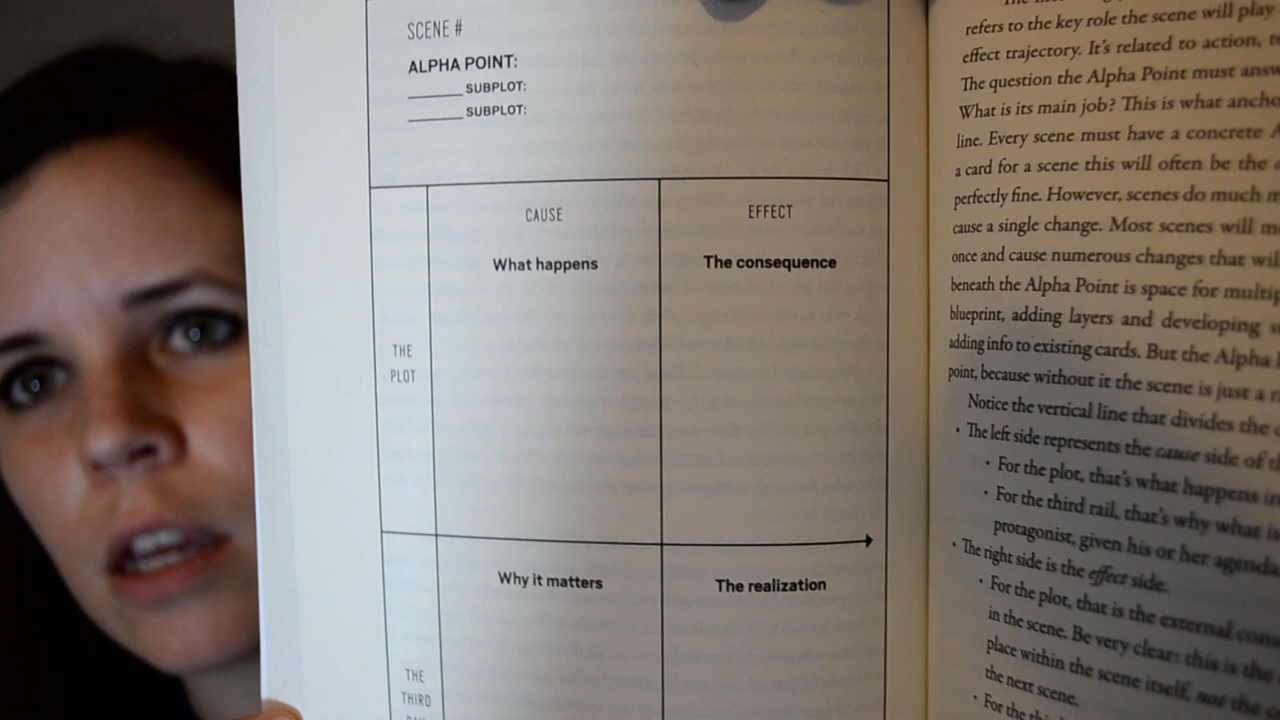 SCENE #
ALPHA POINT:
______ SUBPLOT:
______ SUBPLOT:
CAUSE
EFFECT
What happens
The consequence
THE
PLOT
Why it matters
The realization
THE
THIRD
refers to the key role the scene will play
effect trajectory. It's related to action,
The question the Alpha Point must
What is its main job? This is what
line. Every scene must have a concrete
a card for a scene this will often be the
perfectly fine. However, scenes do much
cause a single change. Most scenes will
once and cause numerous changes that
beneath the Alpha Point is space for
blueprint, adding layers and developing
adding info to existing cards. But the Alpha
point, because without it the scene is just a
Notice the vertical line that divides the
• The left side represents the cause side of
• For the plot, that's what happens
• For the third rail, that's why what
protagonist, given his or her agenda
• The right side is the effect side.
• For the plot, that is the external
in the scene. Be very clear: this is the
place within the scene itself, not the
the next scene.
• For the